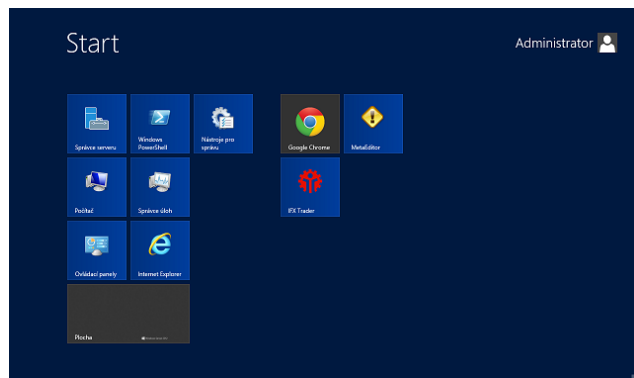 Start
Administrator
Správce serveru
Windows
PowerShell
Nástroje pro
správu
Google Chrome
MetaEditor
Počítač
Správce úloh
IFX Trader
Ovládací panely
Internet Explorer
Plocha